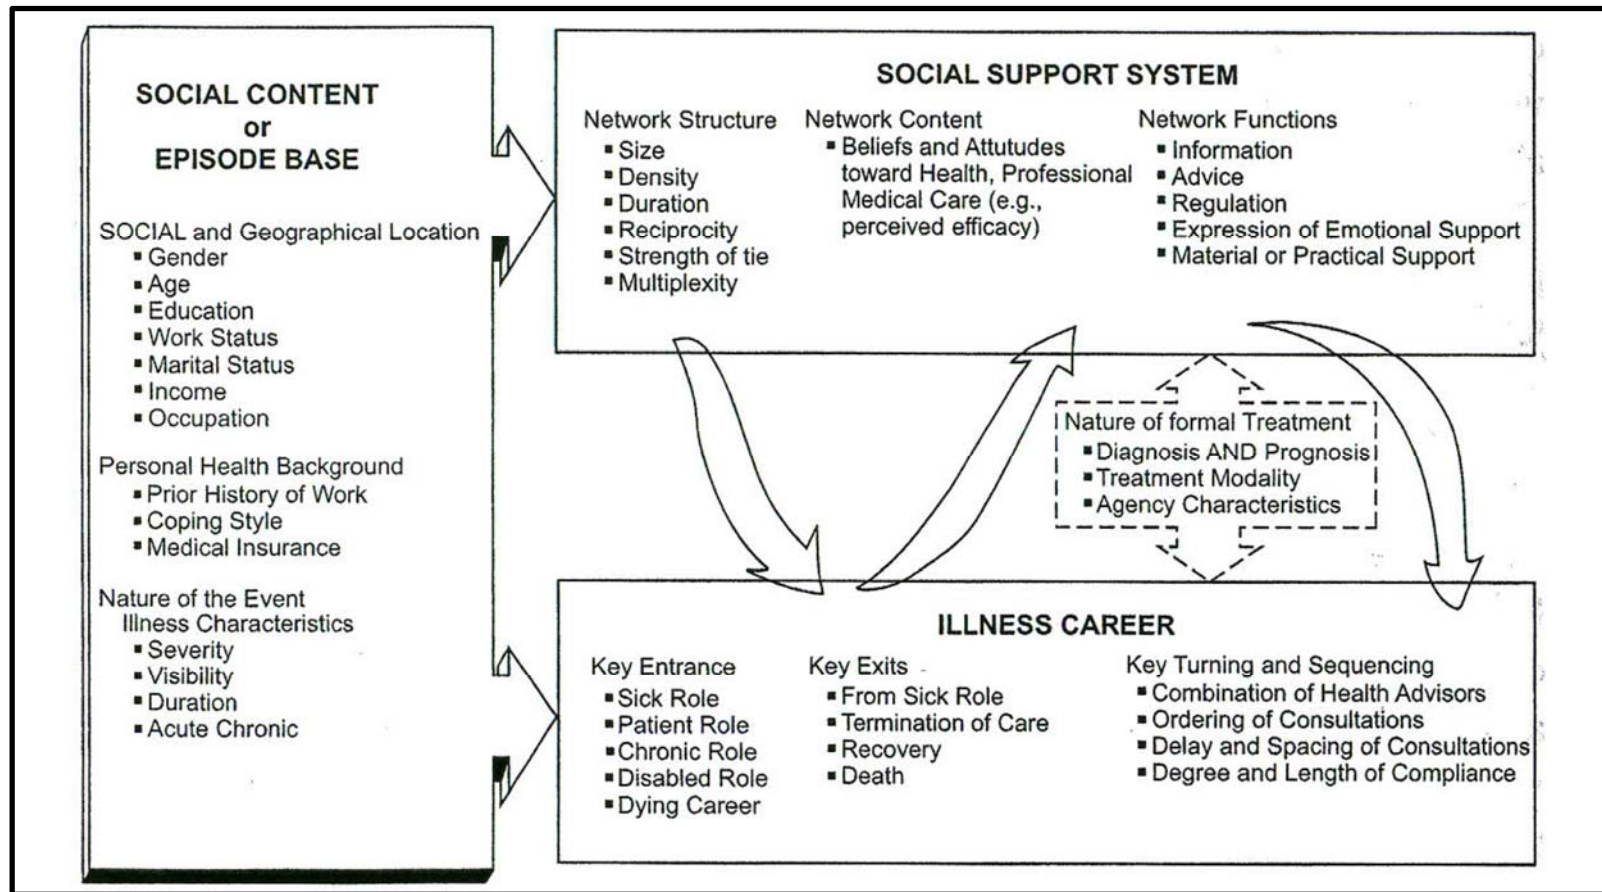 SOCIAL CONTENT
or
EPISODE BASE
SOCIAL and Geographical Location
▪ Gender
▪ Age
▪ Education
▪ Work Status
▪ Marital Status
▪ Income
▪ Occupation
Personal Health Background
▪ Prior History of Work
▪ Coping Style
▪ Medical Insurance
Nature of the Event
Illness Characteristics
▪ Severity
▪ Visibility
▪ Duration
▪ Acute Chronic
SOCIAL SUPPORT SYSTEM
Network Structure
▪ Size
▪ Density
▪ Duration
▪ Reciprocity
▪ Strength of tie
▪ Multiplexity
Network Content
▪ Beliefs and Attutudes
toward Health, Professional
Medical Care (e.g.,
perceived efficacy)
Network Functions
▪ Information
▪ Advice
▪ Regulation
▪ Expression of Emotional Support
▪ Material or Practical Support
Nature of formal Treatment
▪ Diagnosis AND Prognosis
▪ Treatment Modality
▪ Agency Characteristics
ILLNESS CAREER
Key Entrance
▪ Sick Role
▪ Patient Role
▪ Chronic Role
▪ Disabled Role
▪ Dying Career
Key Exits
▪ From Sick Role
▪ Termination of Care
▪ Recovery
▪ Death
Key Turning and Sequencing
▪ Combination of Health Advisors
▪ Ordering of Consultations
▪ Delay and Spacing of Consultations
▪ Degree and Length of Compliance